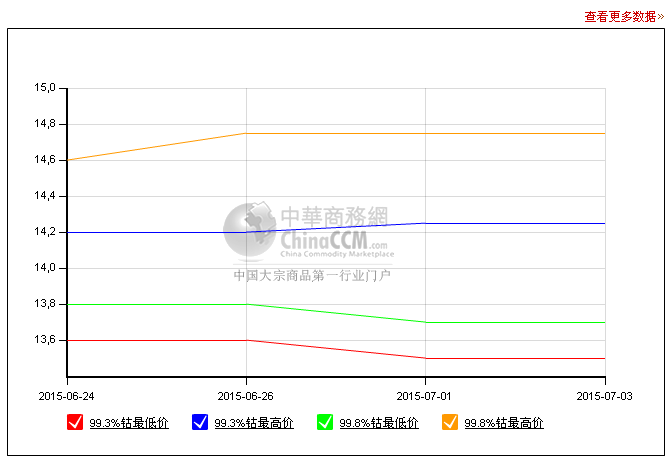 查看更多数据»
15,0
14,8
14,6
14,4
14,2
14,0
13,8
13,6
中華商務網
ChinaCCM.com
China Commodity Marketplace
中国大宗商品第一行业门户
2015-06-24 2015-06-26 2015-07-01 2015-07-03
99.3%钴最低价 99.3%钴最高价 99.8%钴最低价 99.8%钴最高价